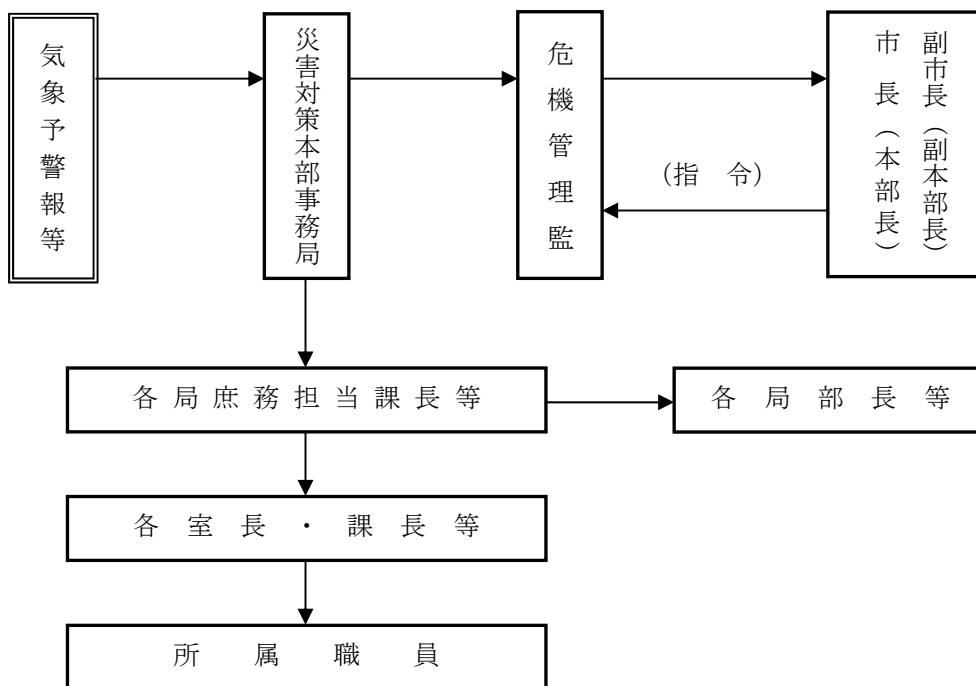 気象予警報等
災害対策本部事務局
危機管理監
(指 令)
副市長(副本部長)
市 長(本部長)
各局庶務担当課長等
各局部長等
各室長・課長等
所属職員